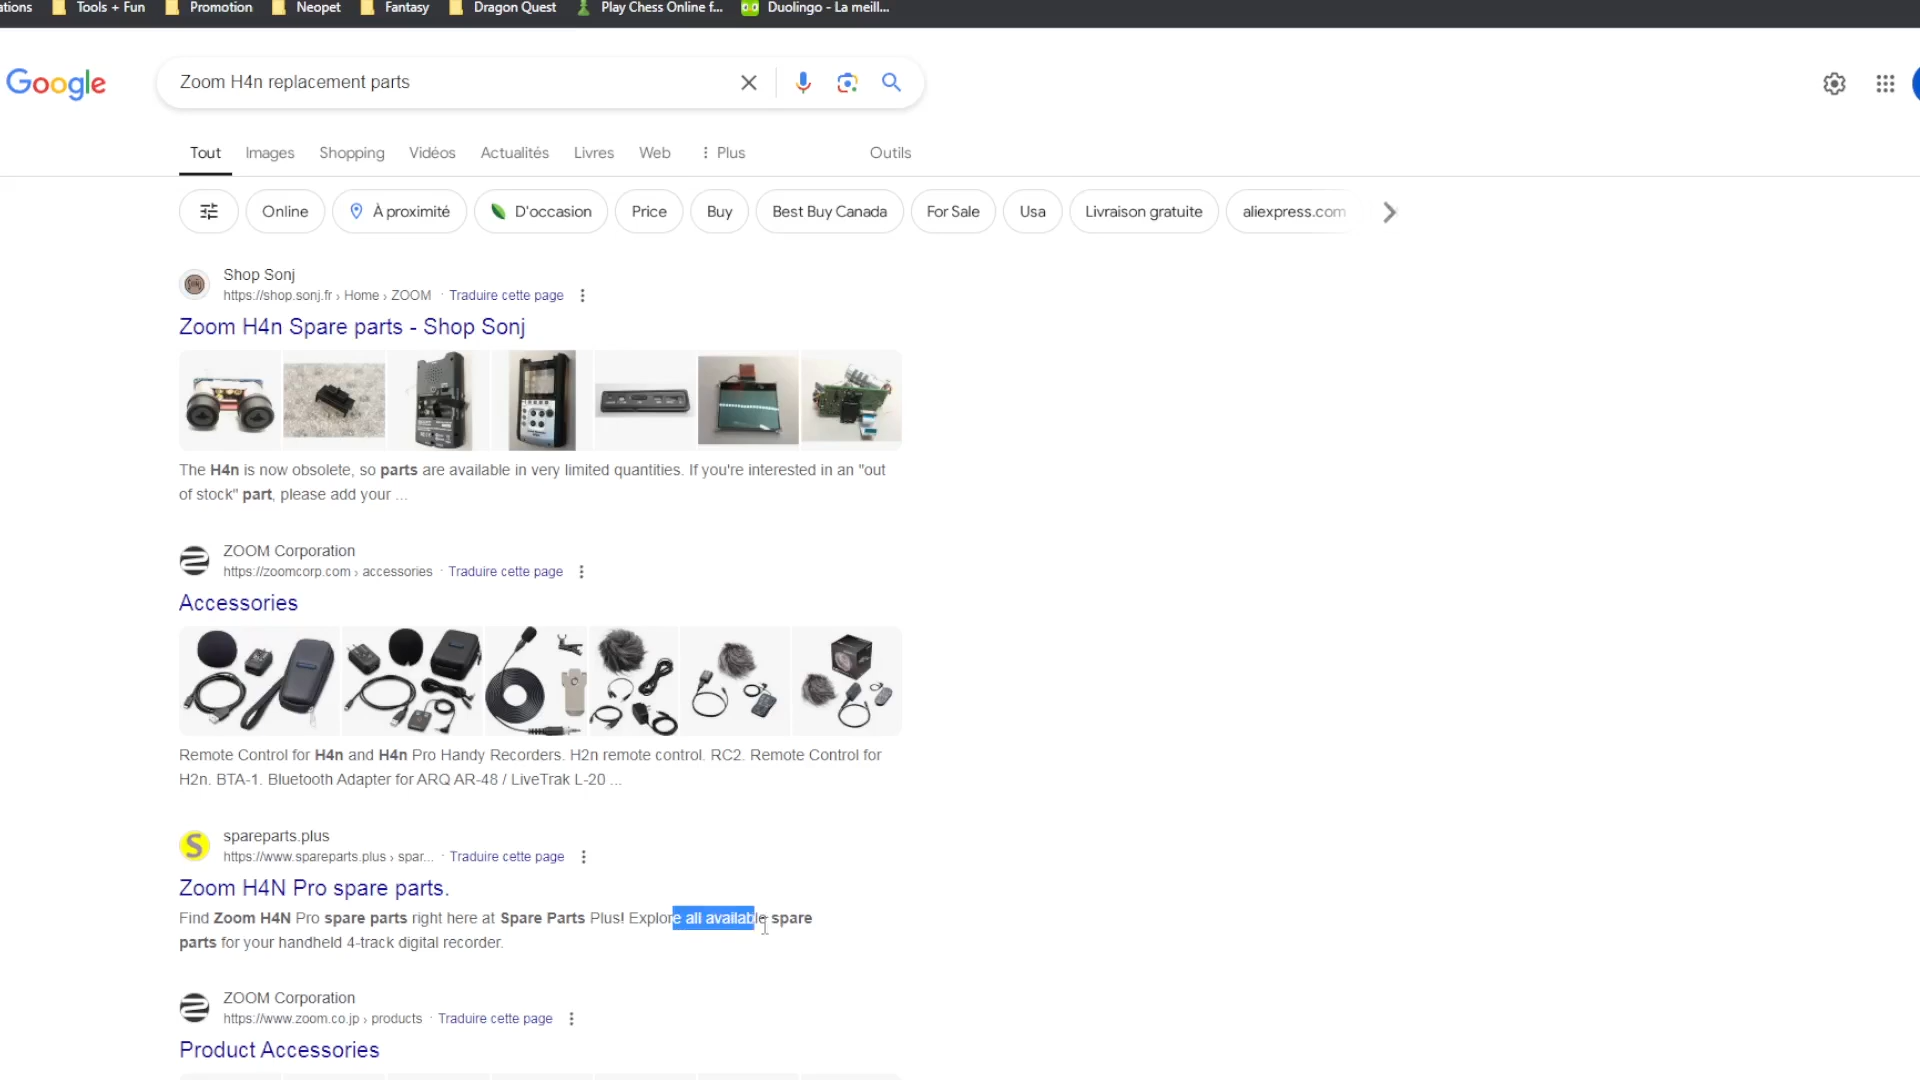 ations Tools + Fun Promotion Neopet Fantasy Dragon Quest Play Chess Online f... Duolingo - La meill...
Google Zoom H4n replacement parts
Tout Images Shopping Vidéos Actualités Livres Web Plus Outils
Online À proximité D'occasion Price Buy Best Buy Canada For Sale Usa Livraison gratuite aliexpress.com
Shop Sonj
https://shop.sonj.fr › Home › ZOOM · Traduire cette page
Zoom H4n Spare parts - Shop Sonj
The H4n is now obsolete, so parts are available in very limited quantities. If you're interested in an "out
of stock" part, please add your ...
ZOOM Corporation
https://zoomcorp.com › accessories · Traduire cette page
Accessories
Remote Control for H4n and H4n Pro Handy Recorders. H2n remote control. RC2. Remote Control for
H2n. BTA-1. Bluetooth Adapter for ARQ AR-48 / LiveTrak L-20 ...
S spareparts.plus
https://www.spareparts.plus › spar... · Traduire cette page
Zoom H4N Pro spare parts.
Find Zoom H4N Pro spare parts right here at Spare Parts Plus! Explore all available spare
parts for your handheld 4-track digital recorder.
ZOOM Corporation
https://www.zoom.co.jp › products · Traduire cette page
Product Accessories